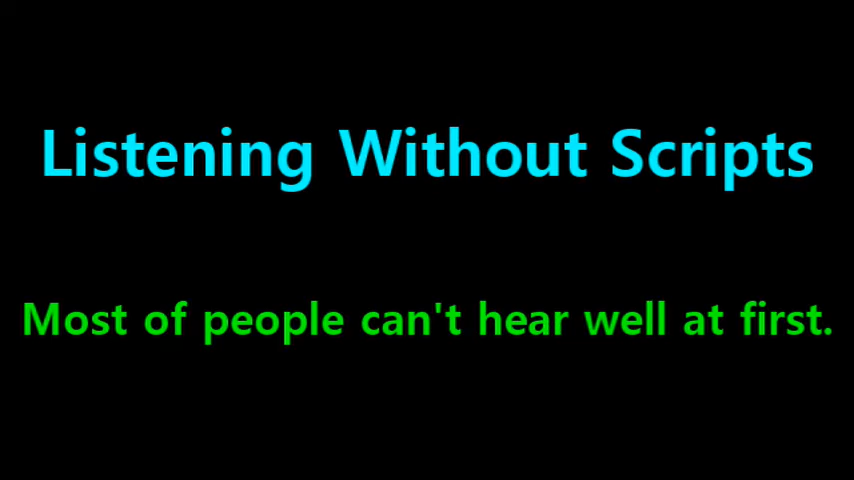 Listening Without Scripts
Most of people can't hear well at first.